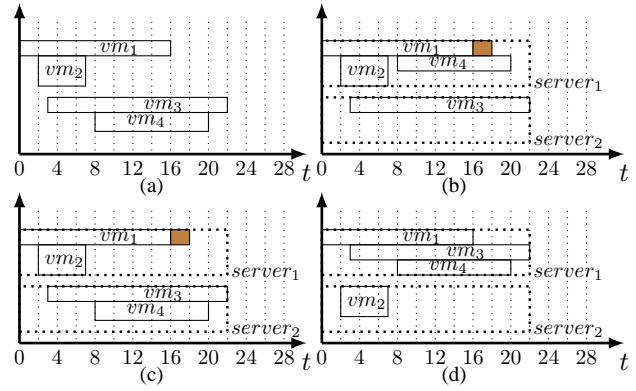 vm1
vm2
vm3
vm4
0 4 8 12 16 20 24 28 t
(a)
vm1
vm4
vm2
server1
vm3
server2
0 4 8 12 16 20 24 28 t
(b)
vm1
vm2
server1
vm3
vm4
server2
0 4 8 12 16 20 24 28 t
(c)
vm1
vm3
vm4
server1
vm2
server2
0 4 8 12 16 20 24 28 t
(d)